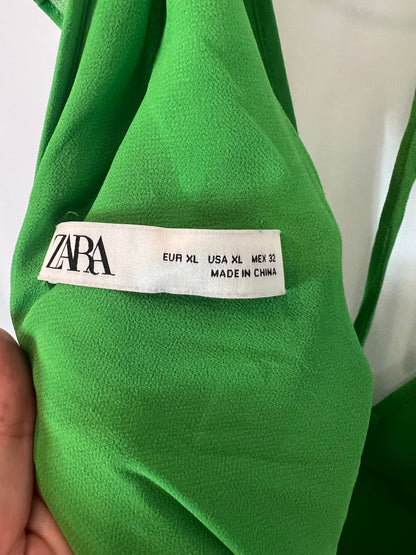 ZARA
EUR XL USA XL MEX 32
MADE IN CHINA